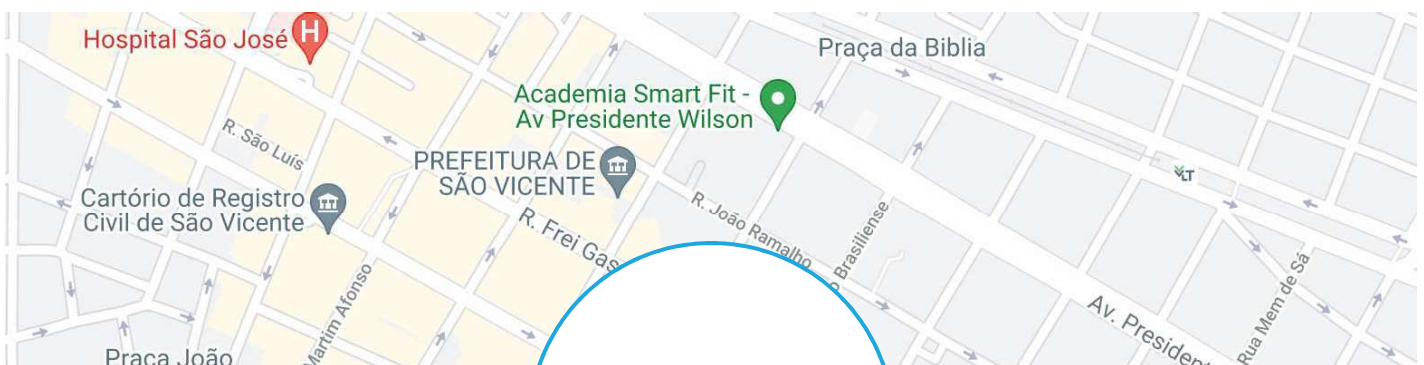 Hospital São José
H
Praça da Biblia
Academia Smart Fit -
Av Presidente Wilson
R. São Luís
PREFEITURA DE
SÃO VICENTE
VLT
Cartório de Registro
Civil de São Vicente
R. João Ramalho
R. Frei Gas
Brasiliense
Martim Afonso
Rua Mem de Sá
Av. Presiden
Praça João